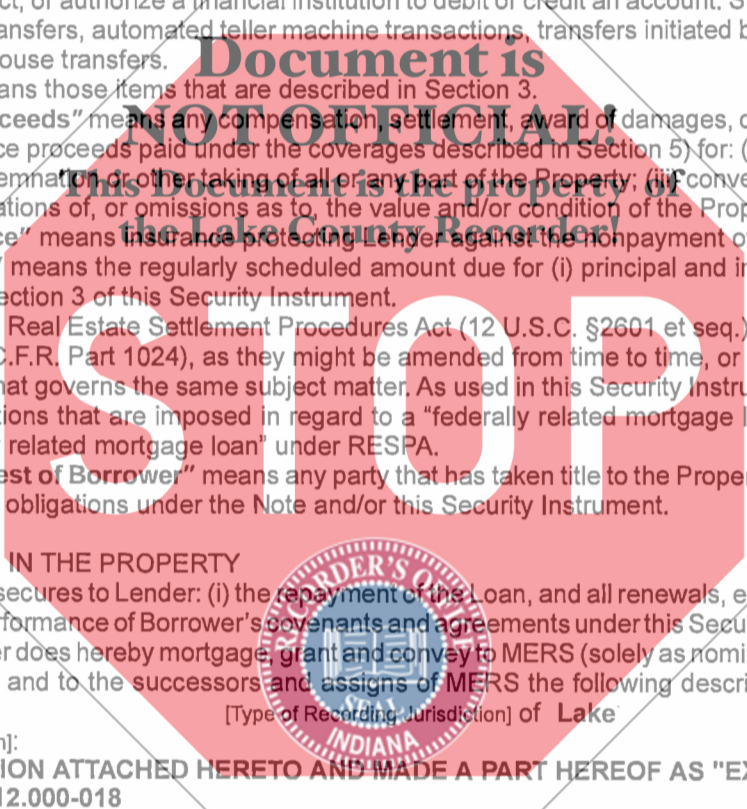 ct, or authorize a financial institution to debit or credit an account. S
ansfers, automated teller machine transactions, transfers initiated b
ouse transfers.
Document is
ans those items that are described in Section 3.
ceeds" means any compensation, settlement, award of damages, o
NOT OFFICIAL!
ce proceeds paid under the coverages described in Section 5) for: (
emnation or other taking of all or any part of the Property; (iii) conve
This Document is the property of
ations of, or omissions as to, the value and/or condition of the Prop
the Lake County Recorder!
ce" means insurance protecting Lender against the nonpayment o
means the regularly scheduled amount due for (i) principal and in
ection 3 of this Security Instrument.
STOP
Real Estate Settlement Procedures Act (12 U.S.C. §2601 et seq.)
C.F.R. Part 1024), as they might be amended from time to time, or
hat governs the same subject matter. As used in this Security Instru
tions that are imposed in regard to a “federally related mortgage l
related mortgage loan” under RESPA.
est of Borrower” means any party that has taken title to the Proper
obligations under the Note and/or this Security Instrument.
IN THE PROPERTY
secures to Lender: (i) the repayment of the Loan, and all renewals, e
formance of Borrower's covenants and agreements under this Secu
er does hereby mortgage, grant and convey to MERS (solely as nomi
and to the successors and assigns of MERS the following descri
[Type of Recording Jurisdiction] of Lake
n]:
ION ATTACHED HERETO AND MADE A PART HEREOF AS "EX
12.000-018
RECORDER'S OFFICE
SEAL
INDIANA